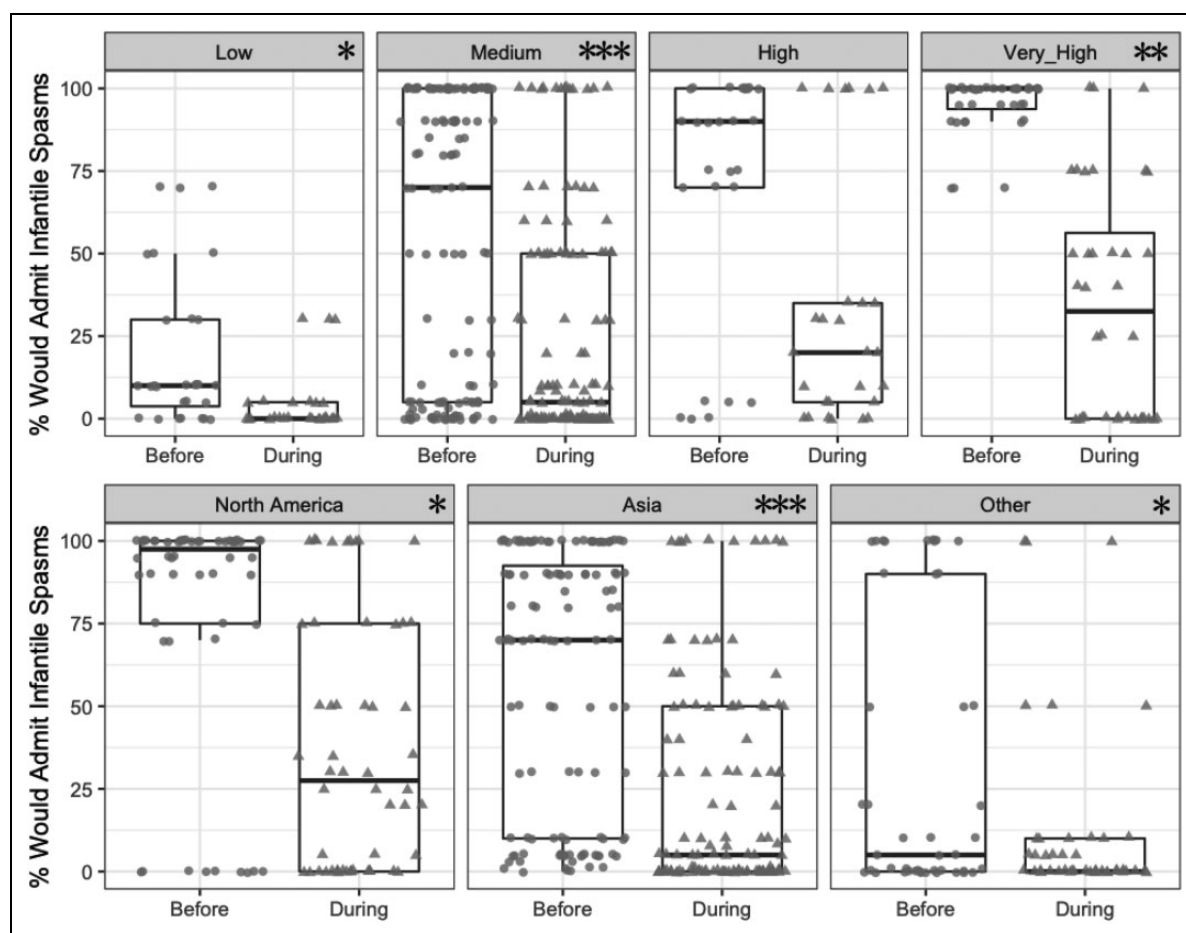 Low * Medium *** High Very_High **
% Would Admit Infantile Spasms
100
75
50
25
0
Before During Before During Before During Before During
North America * Asia *** Other *
% Would Admit Infantile Spasms
100
75
50
25
0
Before During Before During Before During